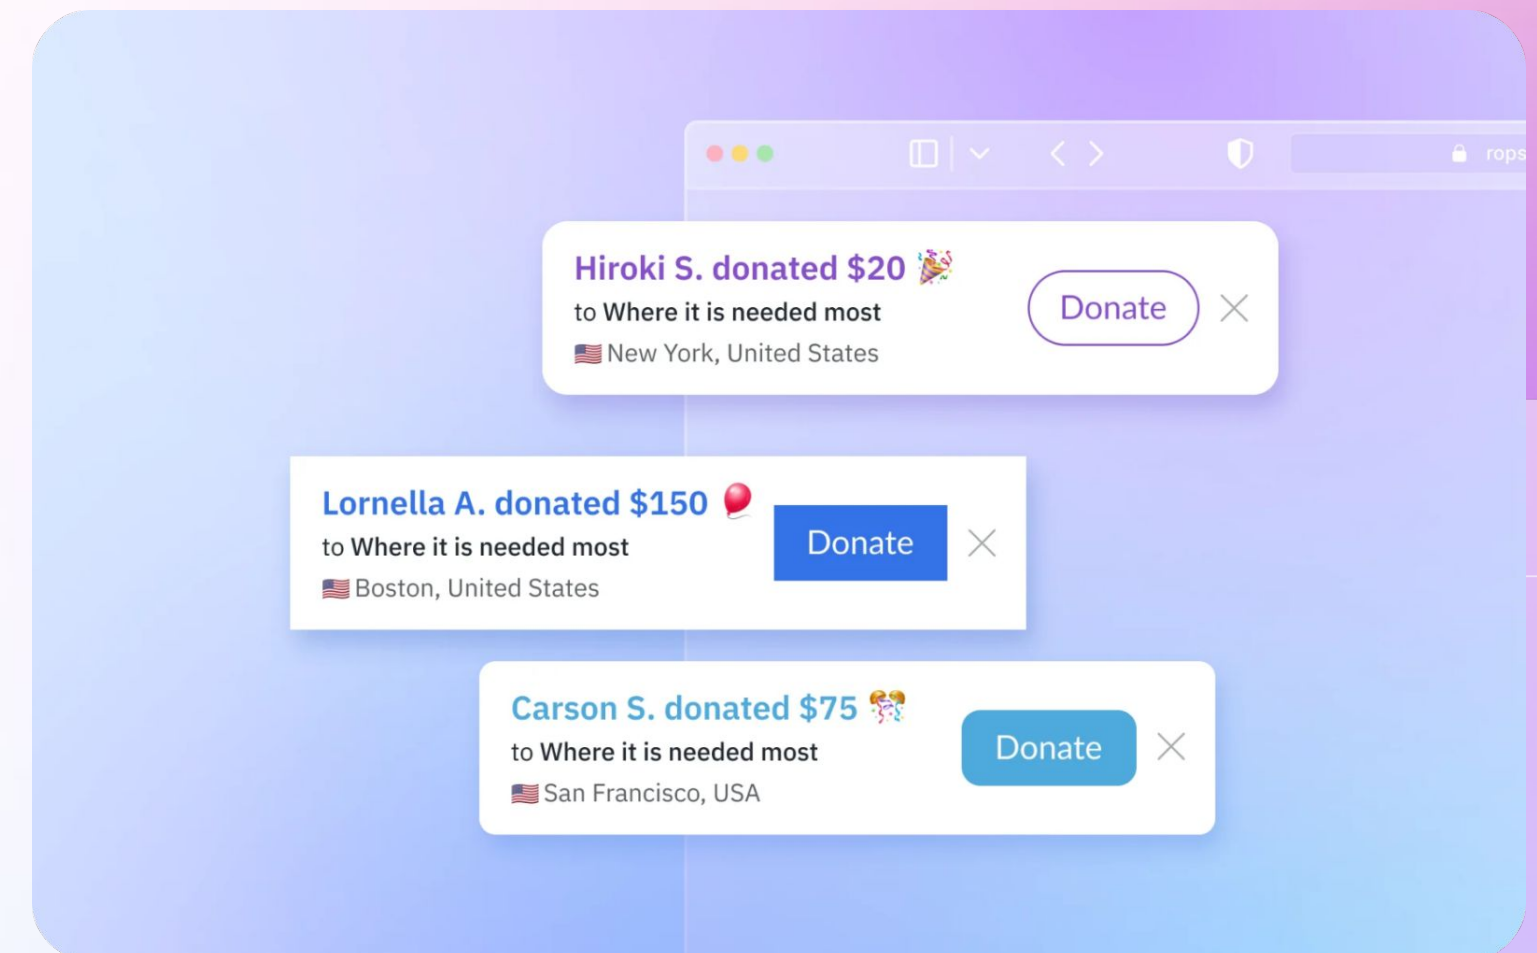 rops
Hiroki S. donated $20 🎉
to Where it is needed most
🇺🇸 New York, United States
Donate
Lornella A. donated $150 🎈
to Where it is needed most
🇺🇸 Boston, United States
Donate
Carson S. donated $75 🎊
to Where it is needed most
🇺🇸 San Francisco, USA
Donate